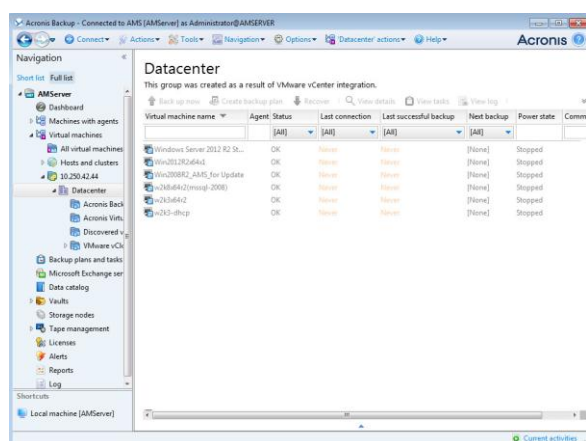 Acronis Backup - Connected to AMS [AMServer] as Administrator@AMSERVER
Connect Actions Tools Navigation Options 'Datacenter' actions Help Acronis
Navigation
Short list Full list
AMServer
Dashboard
Machines with agents
Virtual machines
All virtual machines
Hosts and clusters
10.250.42.44
Datacenter
Acronis Back
Acronis Virtu
Discovered v
VMware vClo
Backup plans and tasks
Microsoft Exchange ser
Data catalog
Vaults
Storage nodes
Tape management
Licenses
Alerts
Reports
Log
Shortcuts
Local machine [AMServer]
Datacenter
This group was created as a result of VMware vCenter integration.
Back up now Create backup plan Recover View details View tasks View log
Virtual machine name Agent Status Last connection Last successful backup Next backup Power state Comm
[All] [All] [All] [All]
Windows Server 2012 R2 St... OK Never Never [None] Stopped
Win2012R2x64x1 OK Never Never [None] Stopped
Win2008R2_AMS_for Update OK Never Never [None] Stopped
w2k8x64r2(mssql-2008) OK Never Never [None] Stopped
w2k3x64r2 OK Never Never [None] Stopped
w2k3-dhcp OK Never Never [None] Stopped
Current activities